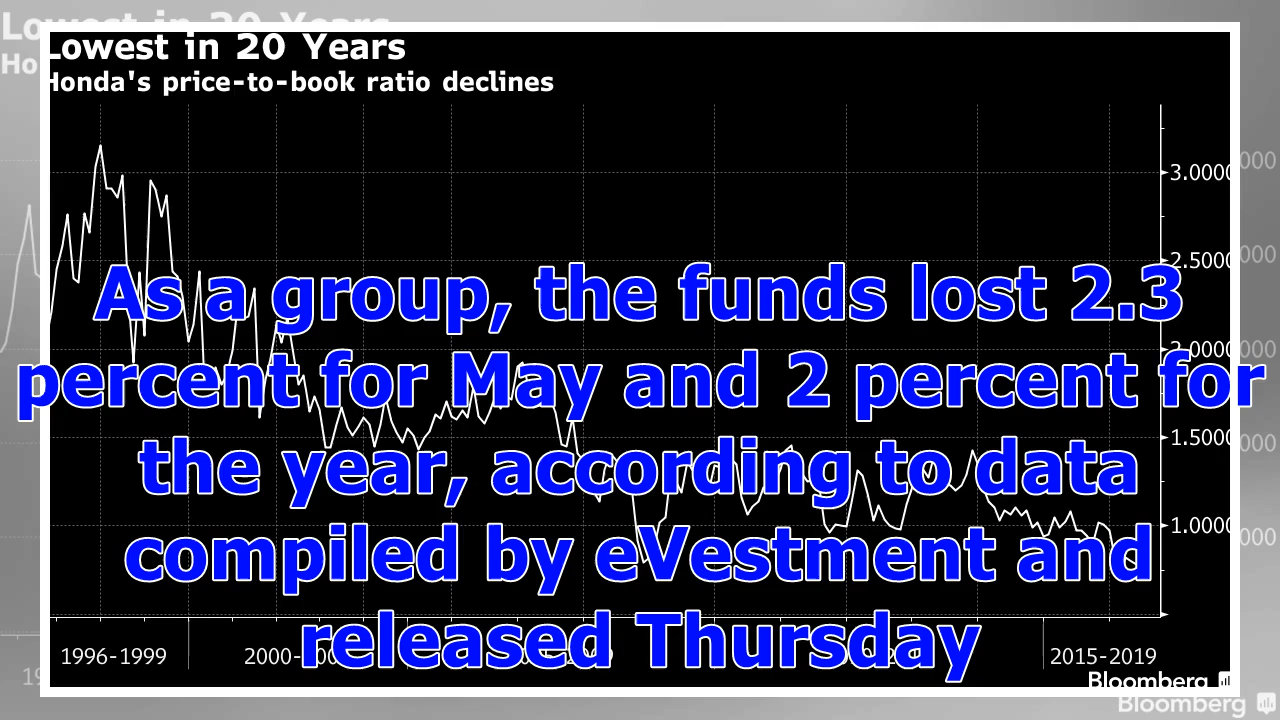 Lowest in 20 Years
Honda's price-to-book ratio declines
3.0000
2.5000
As a group, the funds lost 2.3
2.0000
percent for May and 2 percent for
1.5000
the year, according to data
1.0000
compiled by eVestment and
released Thursday
1996-1999
2015-2019
Bloomberg
Bloomberg